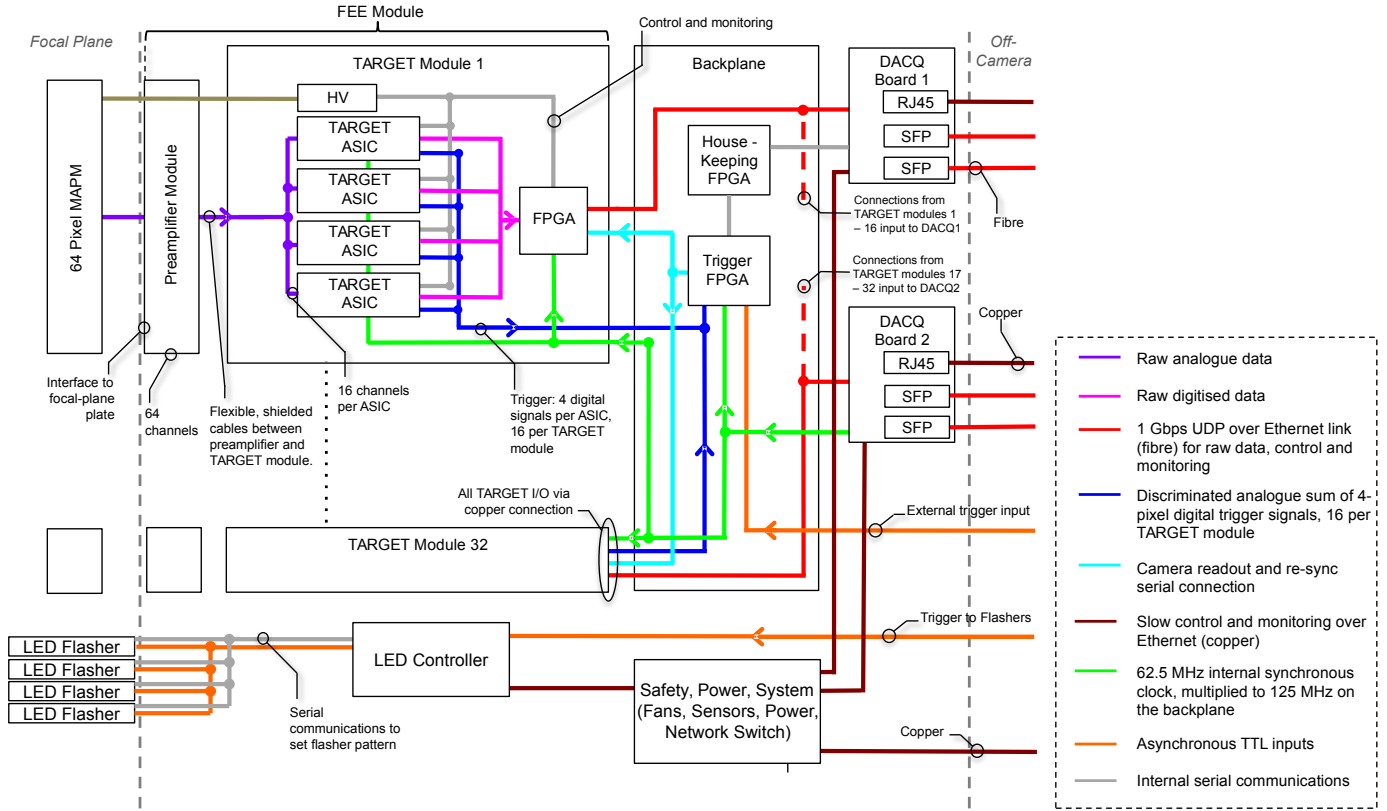 FEE Module
Focal Plane
Control and monitoring
Off-
Camera
TARGET Module 1
Backplane
DACQ
Board 1
RJ45
SFP
SFP
HV
TARGET
ASIC
TARGET
ASIC
TARGET
ASIC
TARGET
ASIC
House -
Keeping
FPGA
64 Pixel MAPM
Preamplifier Module
FPGA
Trigger
FPGA
Connections from
TARGET modules 1
– 16 input to DACQ1
Fibre
Connections from
TARGET modules 17
– 32 input to DACQ2
DACQ
Board 2
RJ45
SFP
SFP
Copper
Interface to
focal-plane
plate
64
channels
Flexible, shielded
cables between
preamplifier and
TARGET module.
16 channels
per ASIC
Trigger: 4 digital
signals per ASIC,
16 per TARGET
module
All TARGET I/O via
copper connection
External trigger input
TARGET Module 32
Trigger to Flashers
LED Flasher
LED Flasher
LED Flasher
LED Flasher
LED Controller
Serial
communications to
set flasher pattern
Safety, Power, System
(Fans, Sensors, Power,
Network Switch)
Copper
Raw analogue data
Raw digitised data
1 Gbps UDP over Ethernet link
(fibre) for raw data, control and
monitoring
Discriminated analogue sum of 4-
pixel digital trigger signals, 16 per
TARGET module
Camera readout and re-sync
serial connection
Slow control and monitoring over
Ethernet (copper)
62.5 MHz internal synchronous
clock, multiplied to 125 MHz on
the backplane
Asynchronous TTL inputs
Internal serial communications